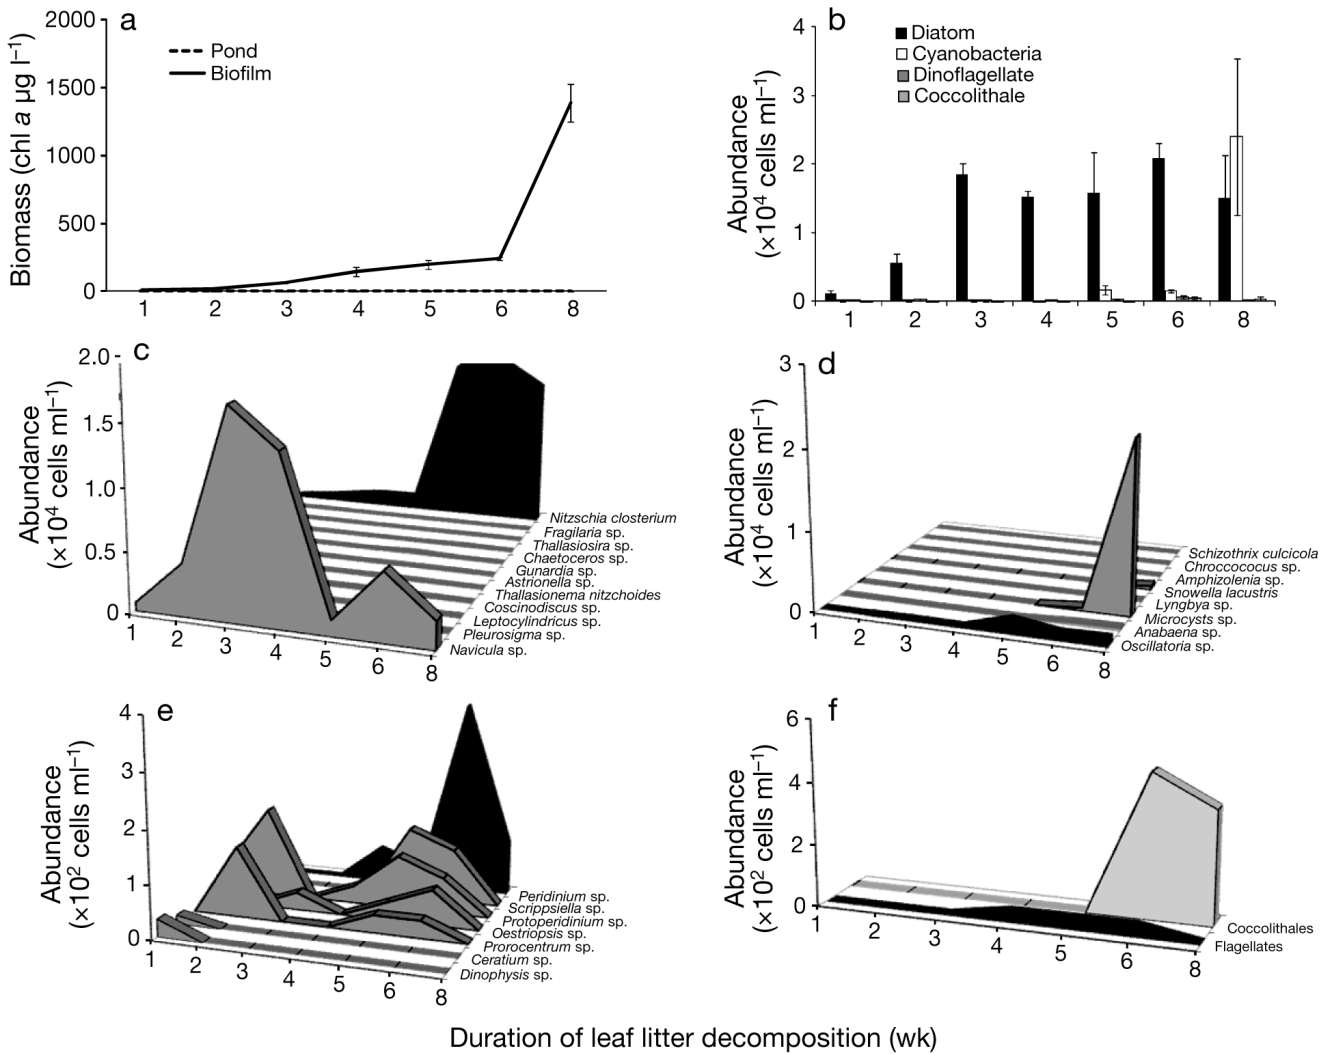 a
Biomass (chl a µg l–1)
2000
1500
1000
500
0
Pond
Biofilm
1 2 3 4 5 6 8
b
Abundance
(×10⁴ cells ml–1)
4
3
2
1
0
Diatom
Cyanobacteria
Dinoflagellate
Coccolithale
1 2 3 4 5 6 8
c
Abundance
(×10⁴ cells ml–1)
2.0
1.5
1.0
0.5
0
Nitzschia closterium
Fragilaria sp.
Thallasiosira sp.
Chaetoceros sp.
Gunardia sp.
Astrionella sp.
Thallasionema nitzchoides
Coscinodiscus sp.
Leptocylindricus sp.
Pleurosigma sp.
Navicula sp.
1 2 3 4 5 6 8
d
Abundance
(×10⁴ cells ml–1)
3
2
1
0
Schizothrix culcicola
Chroccococus sp.
Amphizolenia sp.
Snowella lacustris
Lyngbya sp.
Microcysts sp.
Anabaena sp.
Oscillatoria sp.
1 2 3 4 5 6 8
e
Abundance
(×10² cells ml–1)
4
3
2
1
0
Peridinium sp.
Scrippsiella sp.
Protoperidinium sp.
Oestriopsis sp.
Prorocentrum sp.
Ceratium sp.
Dinophysis sp.
1 2 3 4 5 6 8
f
Abundance
(×10² cells ml–1)
6
4
2
0
Coccolithales
Flagellates
1 2 3 4 5 6 8
Duration of leaf litter decomposition (wk)